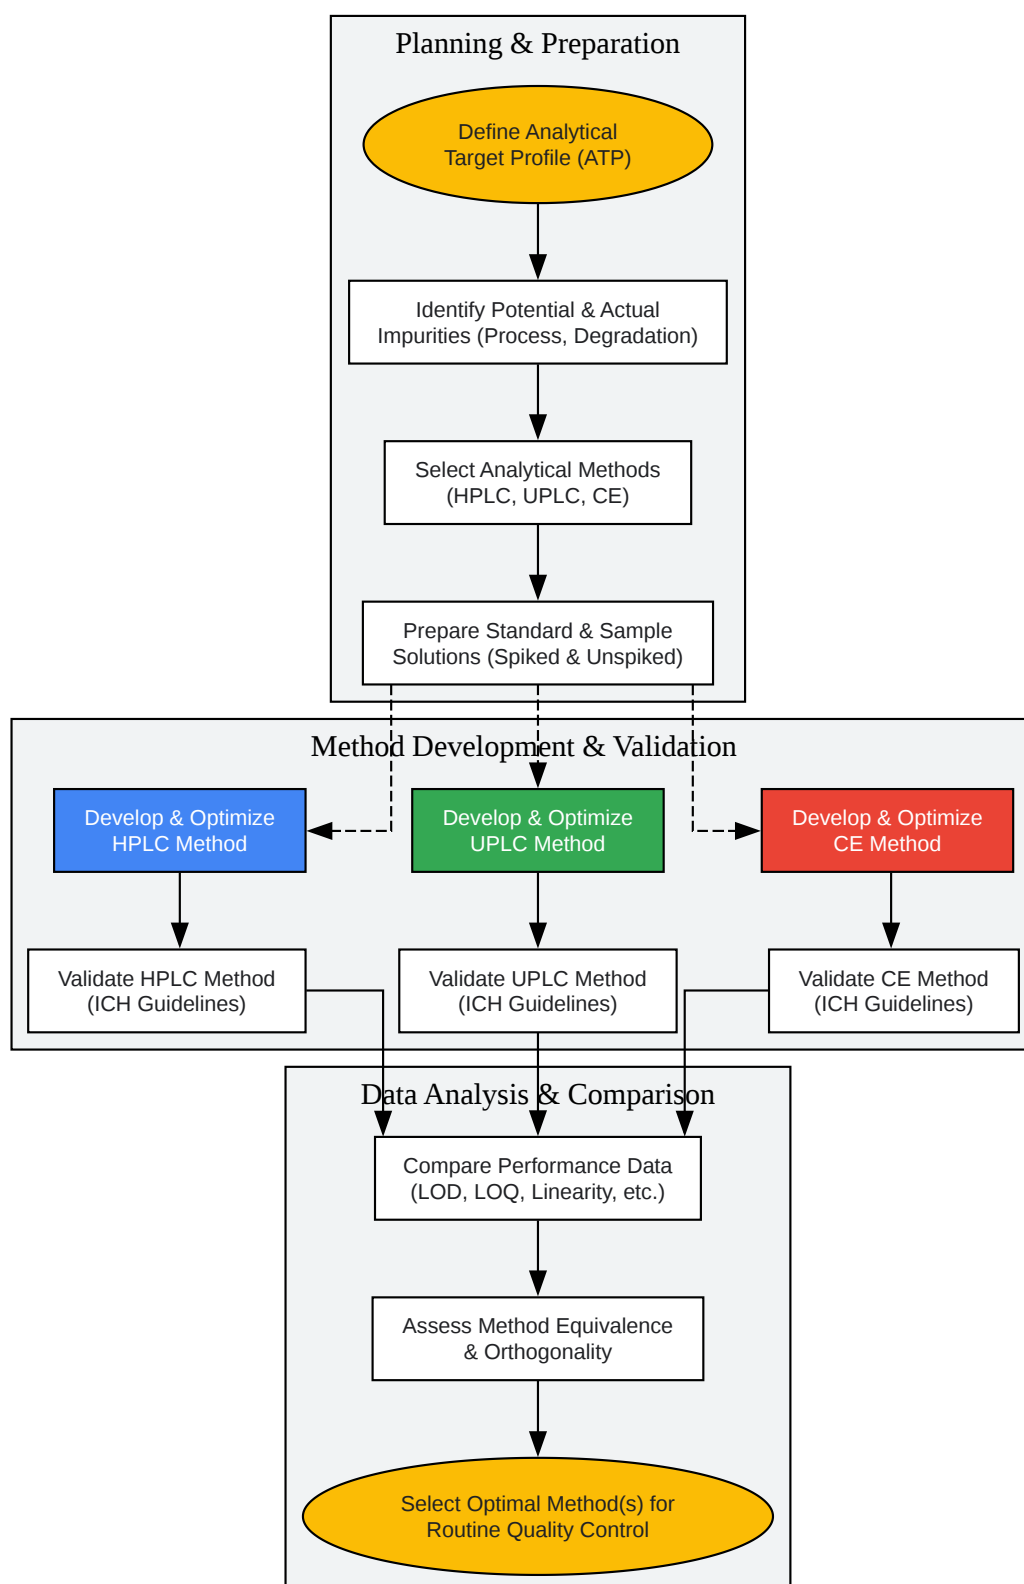 Planning & Preparation
Define Analytical
Target Profile (ATP)
Identify Potential & Actual
Impurities (Process, Degradation)
Select Analytical Methods
(HPLC, UPLC, CE)
Prepare Standard & Sample
Solutions (Spiked & Unspiked)
Method Development & Validation
Develop & Optimize
HPLC Method
Develop & Optimize
UPLC Method
Develop & Optimize
CE Method
Validate HPLC Method
(ICH Guidelines)
Validate UPLC Method
(ICH Guidelines)
Validate CE Method
(ICH Guidelines)
Data Analysis & Comparison
Compare Performance Data
(LOD, LOQ, Linearity, etc.)
Assess Method Equivalence
& Orthogonality
Select Optimal Method(s) for
Routine Quality Control